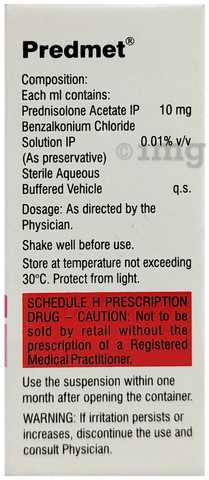 Predmet®
Composition:
Each ml contains:
Prednisolone Acetate IP 10 mg
Benzalkonium Chloride
Solution IP 0.01% v/v
(As preservative)
Sterile Aqueous
Buffered Vehicle q.s.
Dosage: As directed by the
Physician.
Shake well before use.
Store at temperature not exceeding
30°C. Protect from light.
SCHEDULE H PRESCRIPTION
DRUG – CAUTION: Not to be
sold by retail without the
prescription of a Registered
Medical Practitioner.
Use the suspension within one
month after opening the container.
WARNING: If irritation persists or
increases, discontinue the use and
consult Physician.
1mg